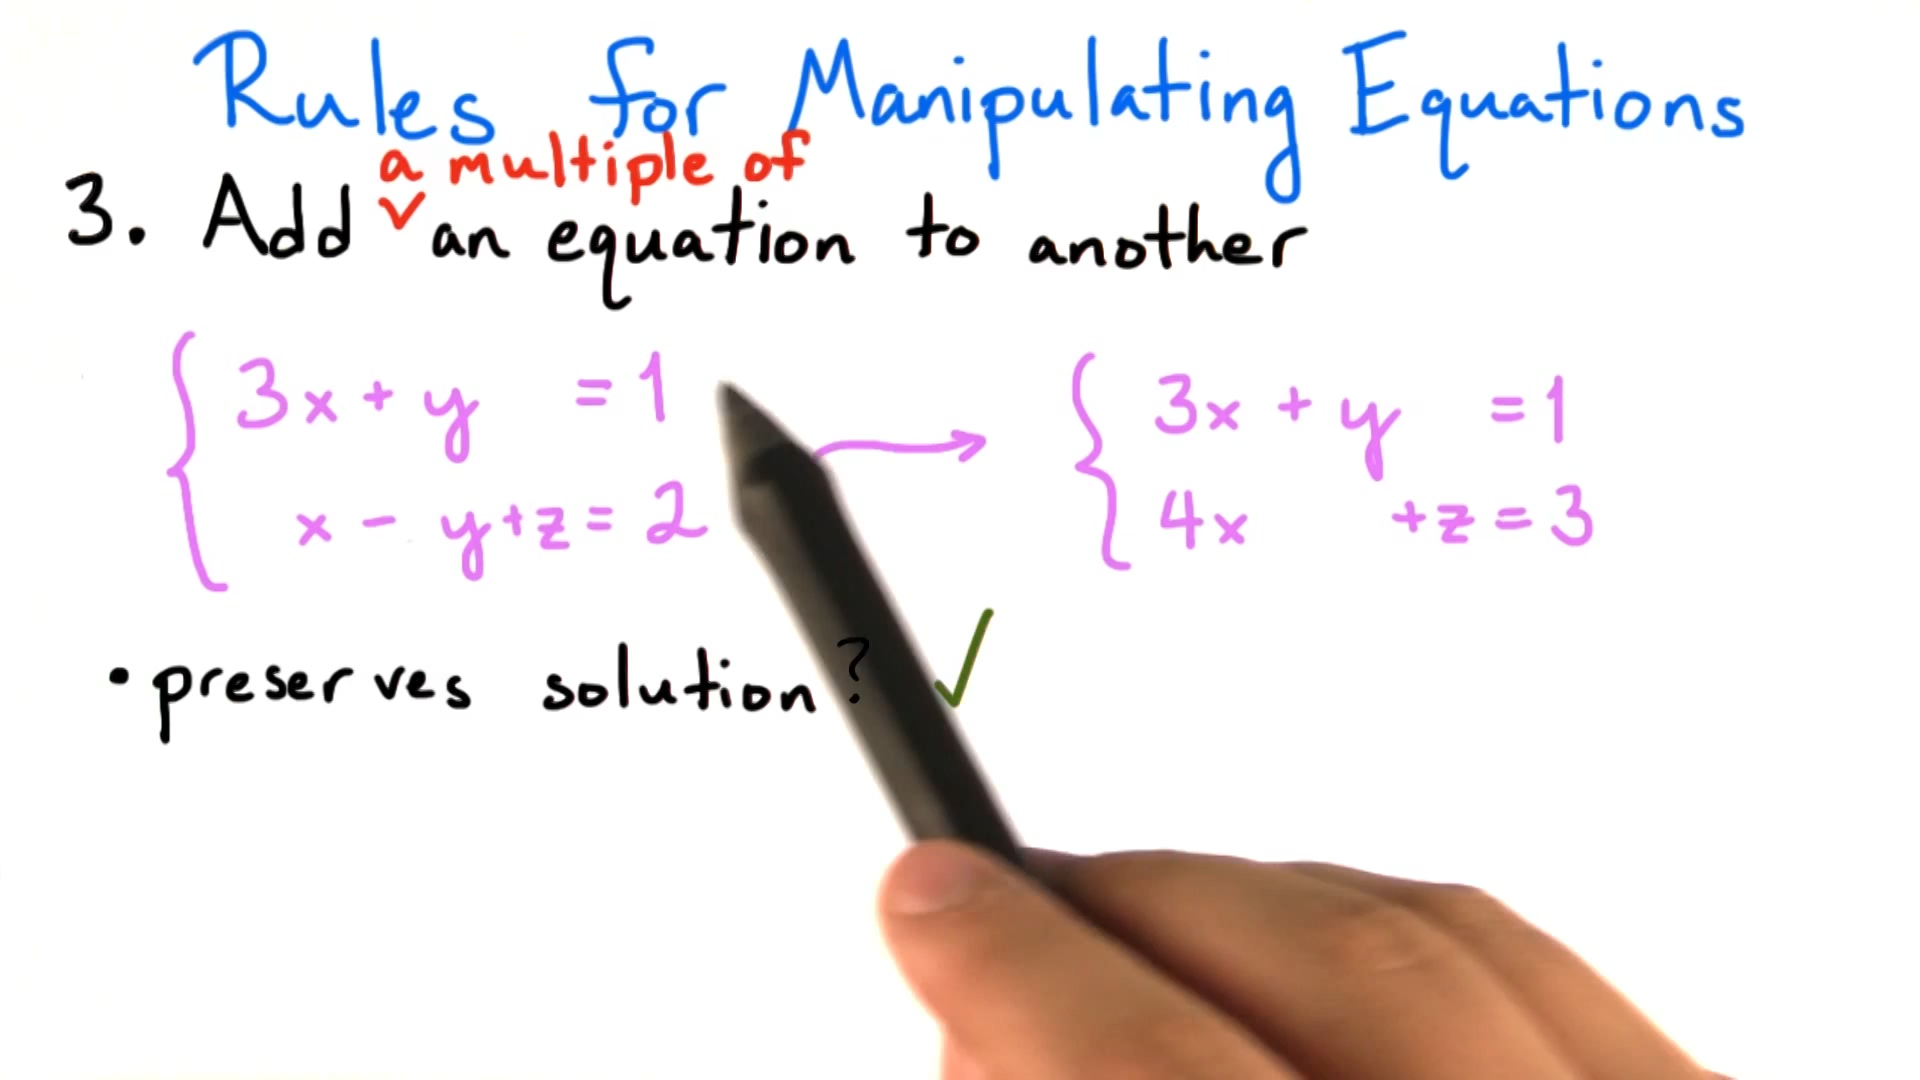 Rules for Manipulating Equations
a multiple of
3. Add ✓ an equation to another
3x + y = 1
3x + y = 1
x - y + z = 2
4x + z = 3
• preserves solution? ✓